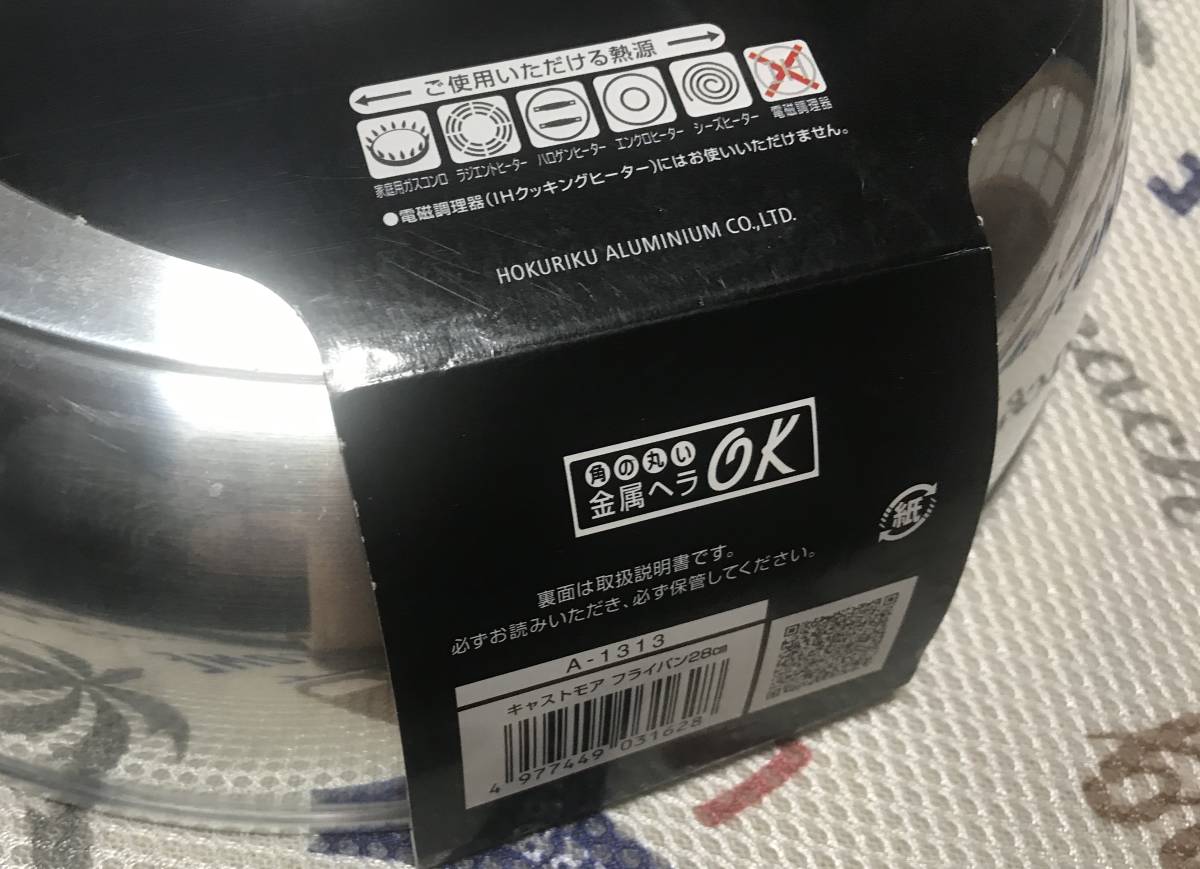 ご使用いただける熱源
家庭用ガスコンロ ラジエントヒーター ハロゲンヒーター エンクロヒーター シーズヒーター 電磁調理器
●電磁調理器(IHクッキングヒーター)にはお使いいただけません。
HOKURIKU ALUMINIUM CO.,LTD.
角の丸い
金属ヘラ OK
紙
裏面は取扱説明書です。
必ずお読みいただき、必ず保管してください。
A-1313
キャストモア フライパン28cm
4 977449 031628